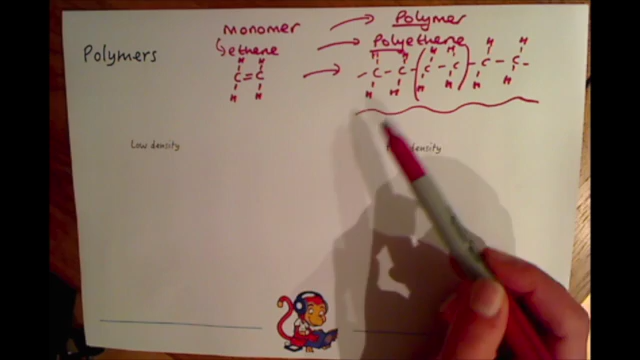 Monomer → Polymer
Polymers
ethene → Polyethene
H H H H H H H H
C=C → - C - C - ( C - C ) - C - C -
H H H H H H H H
Low density
density